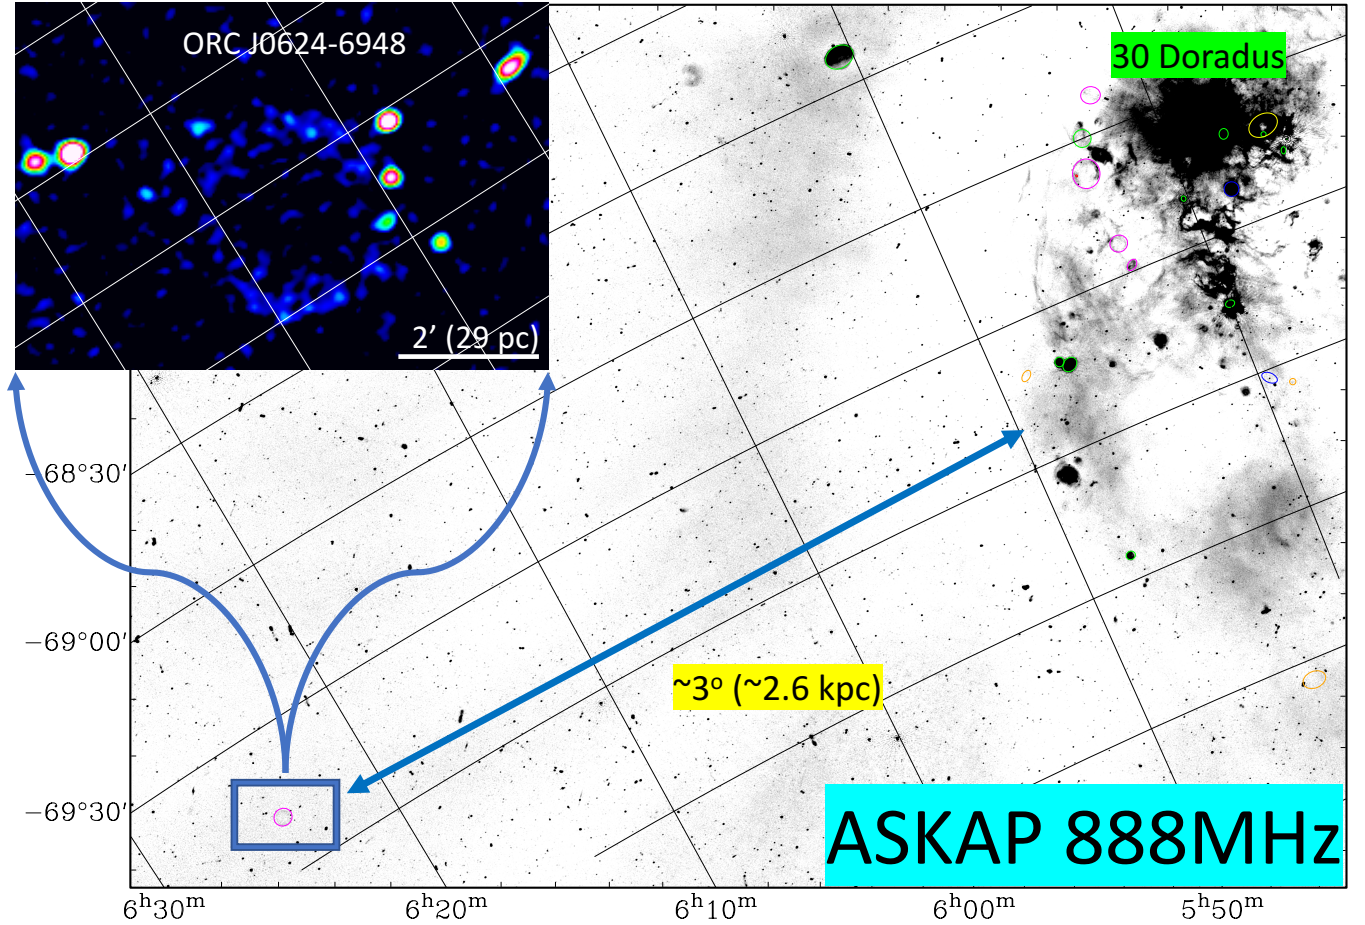 ORC J0624-6948
30 Doradus
2’ (29 pc)
−68°30′
−69°00′
~3° (~2.6 kpc)
−69°30′
ASKAP 888MHz
6ʰ30ᵐ 6ʰ20ᵐ 6ʰ10ᵐ 6ʰ00ᵐ 5ʰ50ᵐ